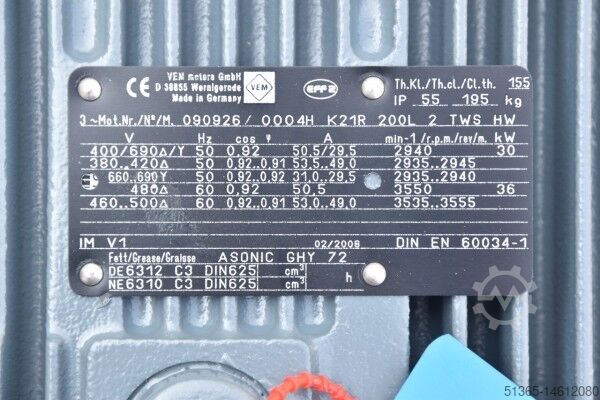 VEM motors GmbH
D 38855 Wernigerode
Made in Germany
CE
VEM
EFF 2
Th.Kl./Th.cl./Cl.th. 155
IP 55 195 kg
3~Mot.Nr./N°/M. 090926/ 0004H K21R 200L 2 TWS HW
V Hz cos φ A min-1/r.p.m./rev/m. kW
400/690Δ/Y 50 0,92 50,5/29,5 2940 30
380..420Δ 50 0,92..0,91 53,5..49,0 2935..2945
660..690Y 50 0,92..0,92 31,0..29,5 2935..2940
480Δ 60 0,92 50,5 3550 36
460..500Δ 60 0,92..0,91 53,0..49,0 3535..3555
IM V1 02/2008 DIN EN 60034-1
Fett/Grease/Graisse ASONIC GHY 72
DE6312 C3 DIN625 cm³ h
NE6310 C3 DIN625 cm³
51365-14612080